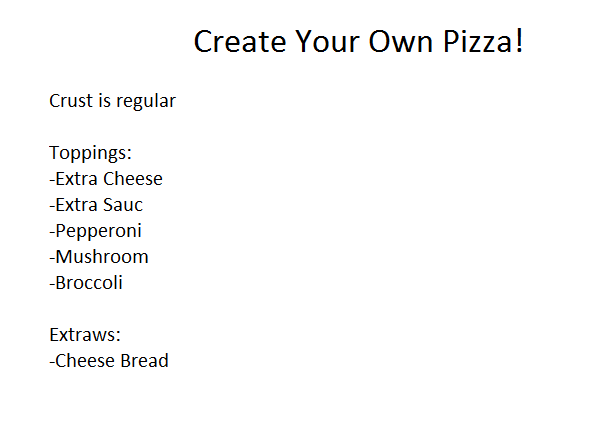 Create Your Own Pizza!
Crust is regular
Toppings:
-Extra Cheese
-Extra Sauc
-Pepperoni
-Mushroom
-Broccoli
Extraws:
-Cheese Bread